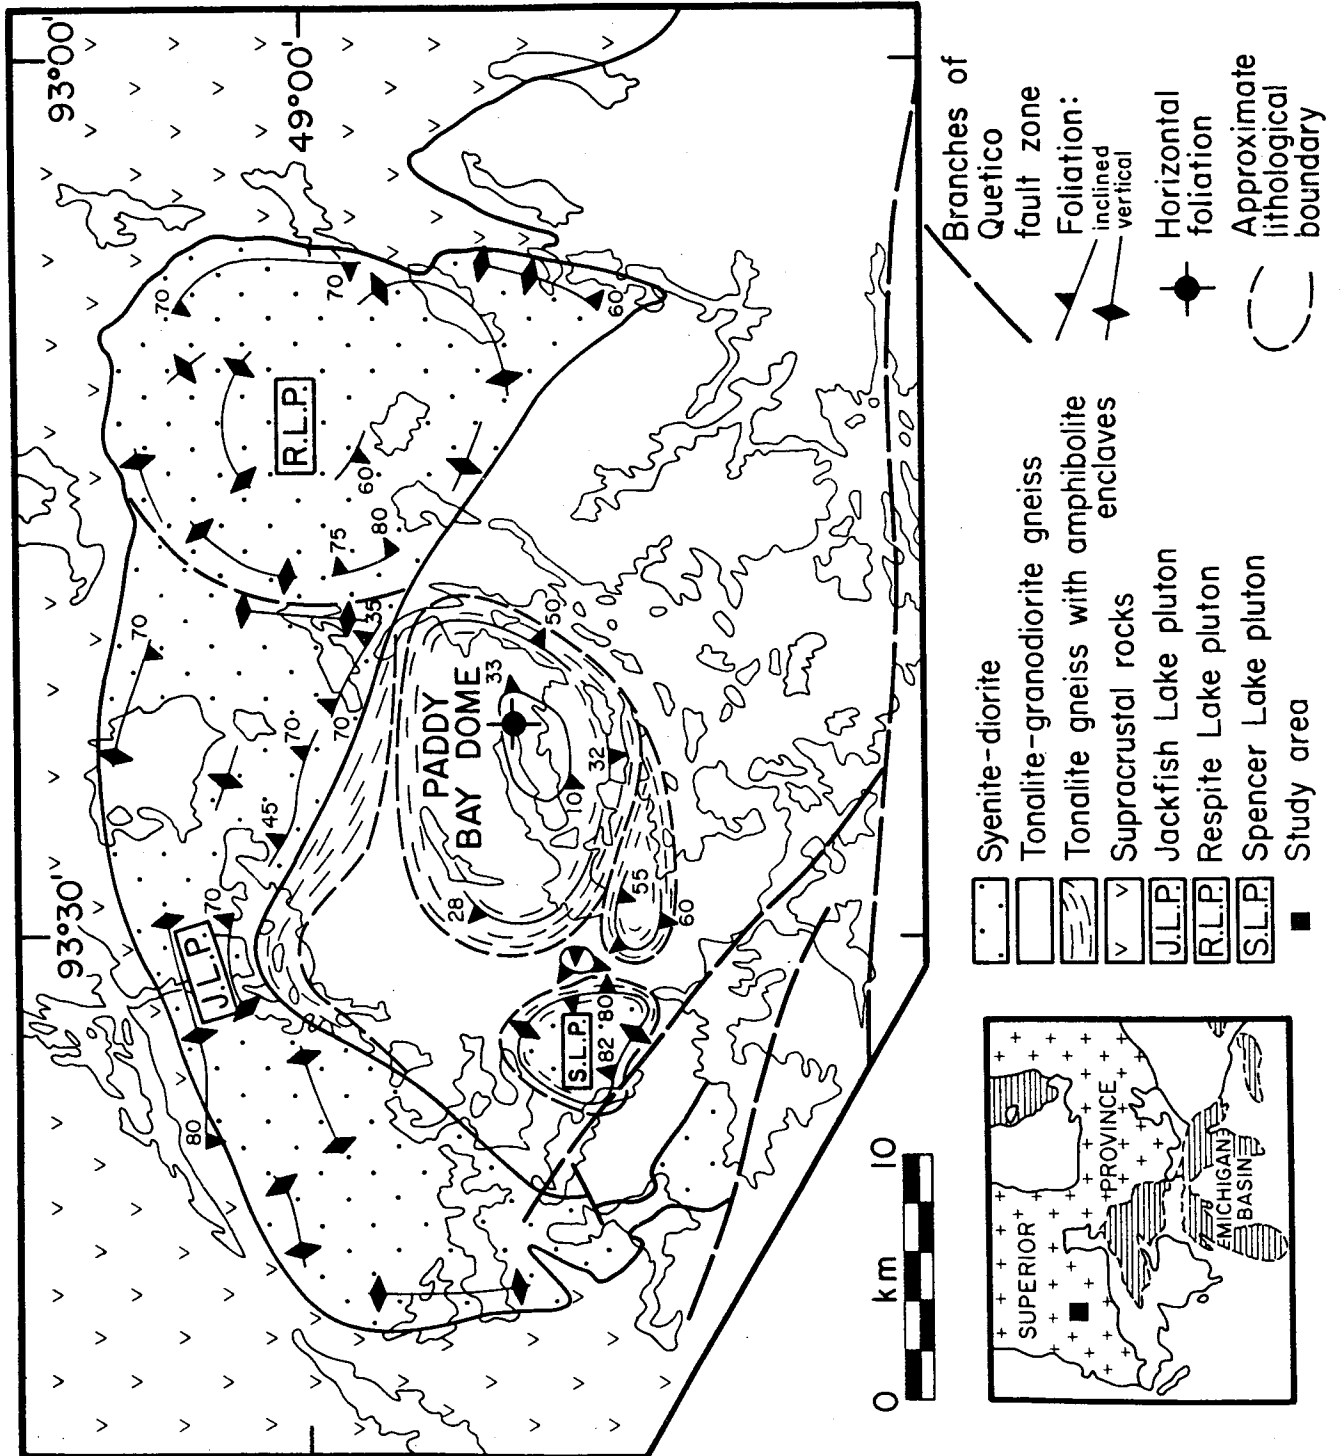 93°30'
93°00'
49°00'
J.L.P.
R.L.P.
S.L.P.
PADDY
BAY DOME
80
70
45°
70
70
70
70
70
35
75
80
60
60
28
33
10
32
50
55
60
82
80
0 km 10
SUPERIOR
PROVINCE
MICHIGAN
BASIN
Syenite-diorite
Tonalite-granodiorite gneiss
Tonalite gneiss with amphibolite
enclaves
Supracrustal rocks
J.L.P. Jackfish Lake pluton
R.L.P. Respite Lake pluton
S.L.P. Spencer Lake pluton
Study area
Branches of
Quetico
fault zone
Foliation:
inclined
vertical
Horizontal
foliation
Approximate
lithological
boundary